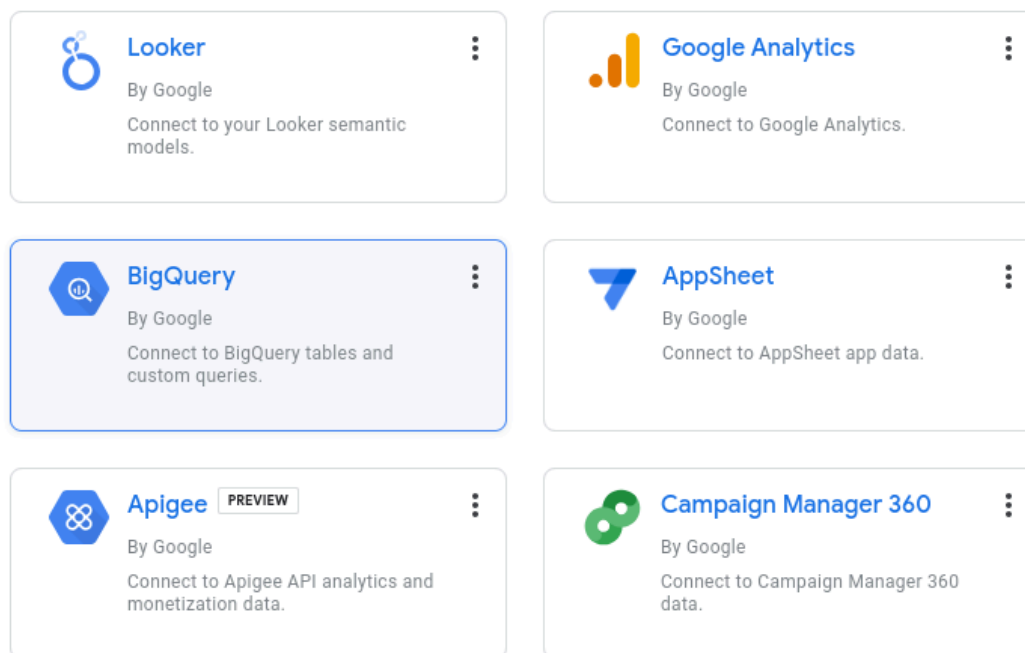 Looker
By Google
Connect to your Looker semantic
models.
Google Analytics
By Google
Connect to Google Analytics.
BigQuery
By Google
Connect to BigQuery tables and
custom queries.
AppSheet
By Google
Connect to AppSheet app data.
Apigee PREVIEW
By Google
Connect to Apigee API analytics and
monetization data.
Campaign Manager 360
By Google
Connect to Campaign Manager 360
data.